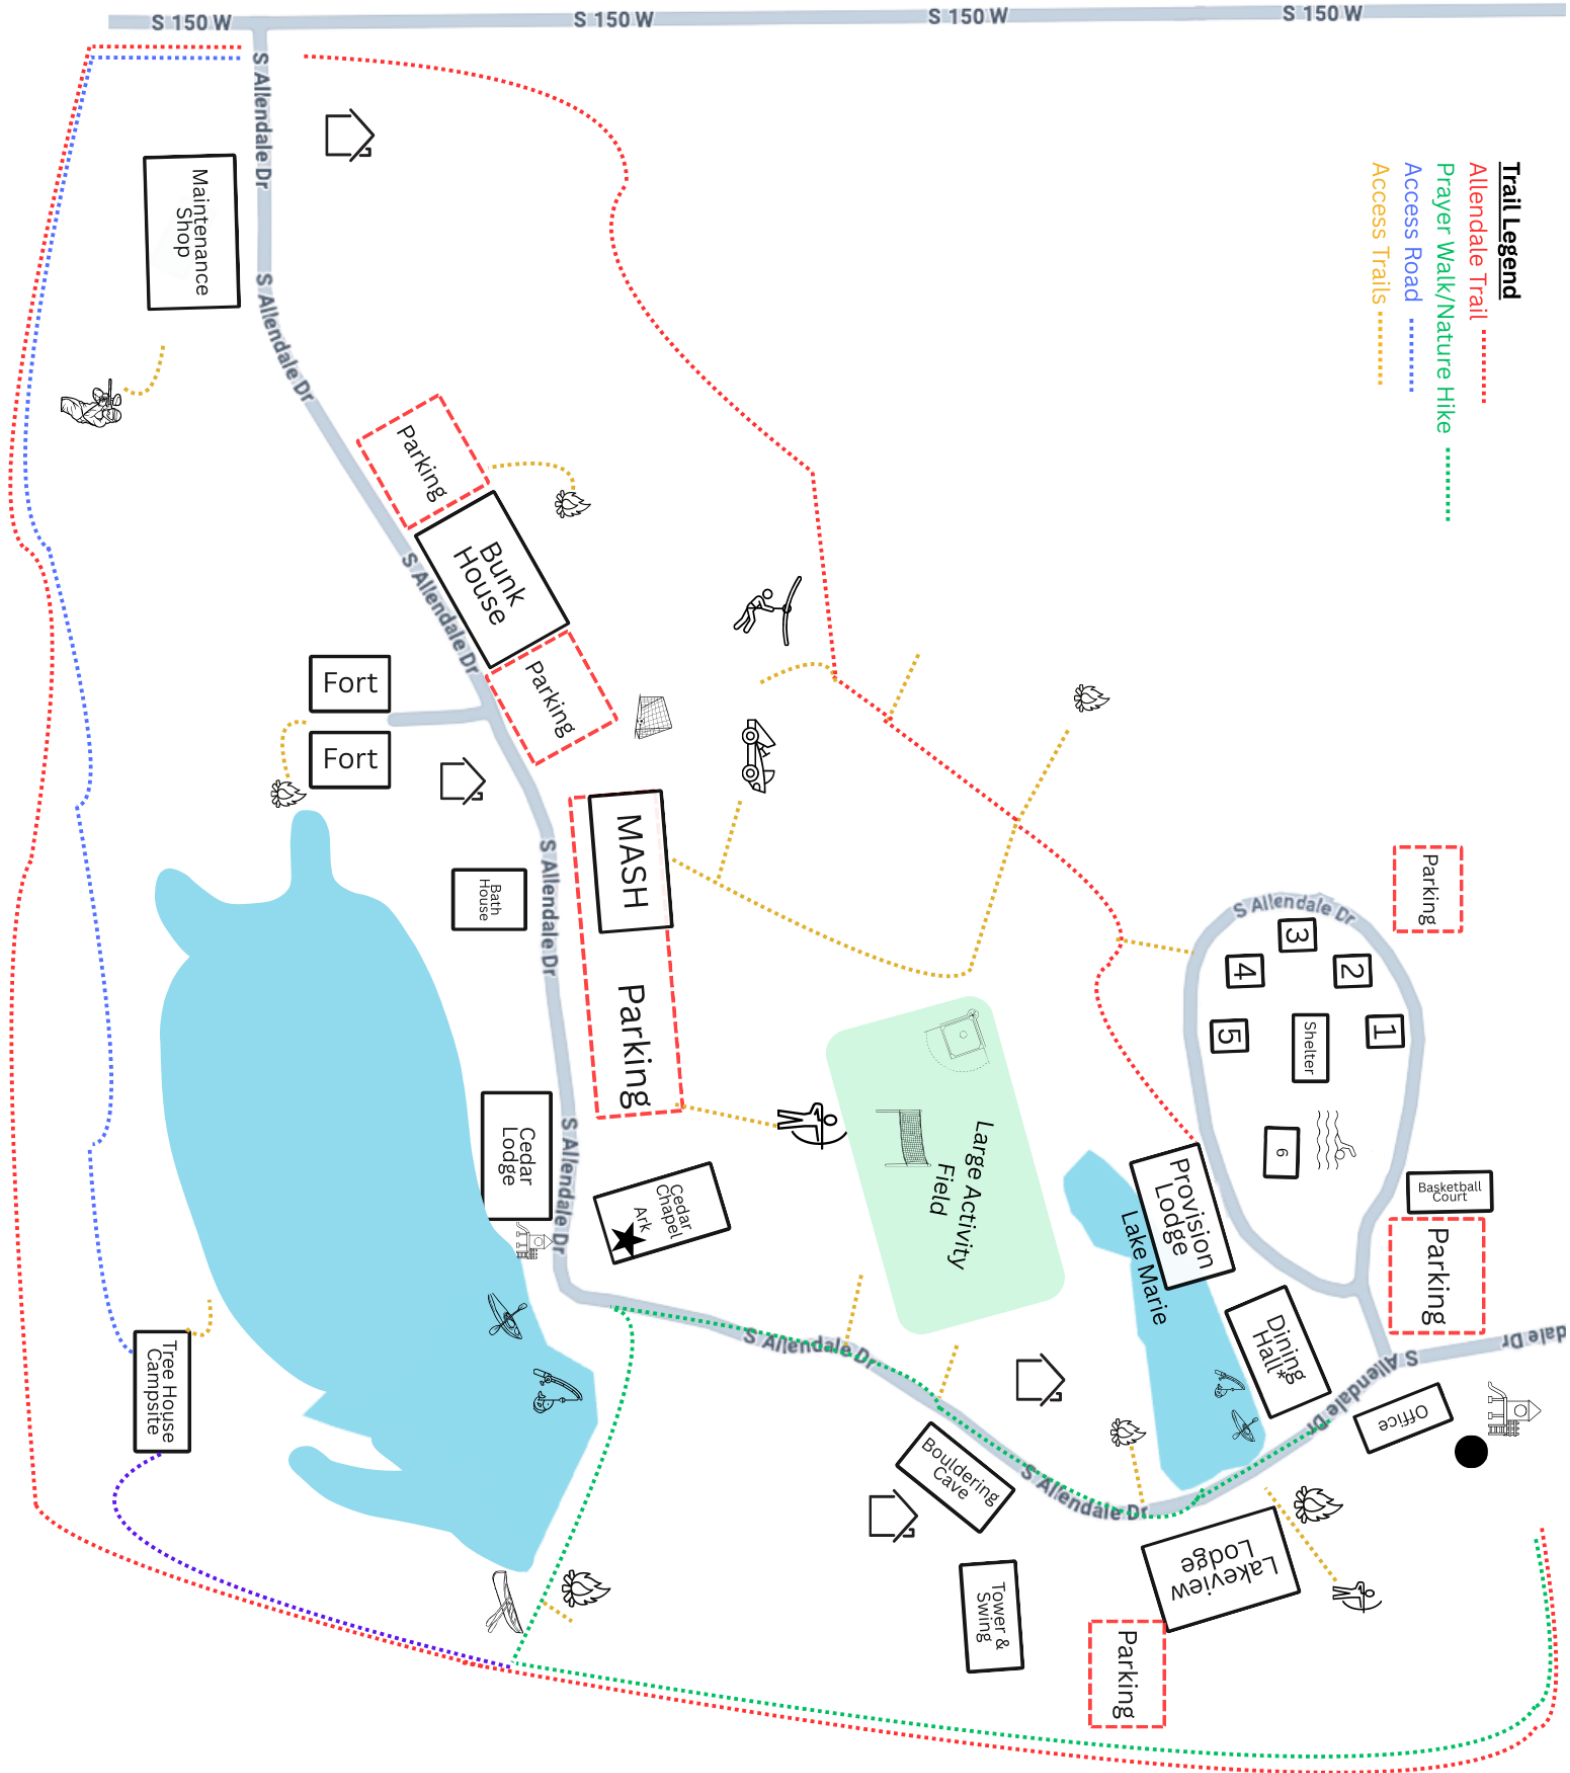 S 150 W
S 150 W
S 150 W
S 150 W
S Allendale Dr
Trail Legend
Allendale Trail
Prayer Walk/Nature Hike
Access Road
Access Trails
Maintenance
Shop
S Allendale Dr
Parking
Bunk
House
S Allendale Dr
Parking
Fort
Fort
MASH
Bath
House
S Allendale Dr
Parking
Parking
S Allendale Dr
3
4
2
5
1
Shelter
6
Large Activity
Field
Cedar
Lodge
S Allendale Dr
Cedar
Chapel
Ark
Provision
Lodge
Lake Marie
Basketball
Court
Parking
dale Dr
S Allendale Dr
Dining
Hall*
Office
S Allendale Dr
Tree House
Campsite
Bouldering
Cave
S Allendale Dr
Lakeview
Lodge
Tower &
Swing
Parking